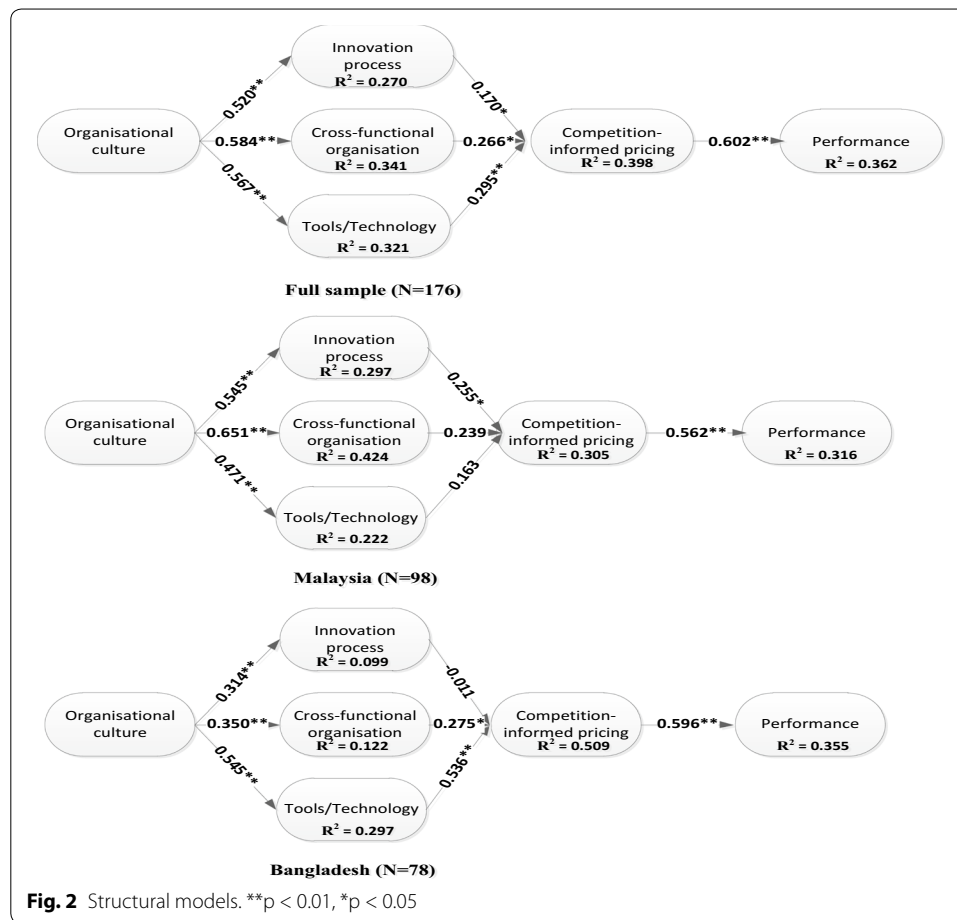 Innovation
process
R² = 0.270
0.520**
0.170*
Organisational
culture
0.584**
Cross-functional
organisation
R² = 0.341
0.266*
Competition-
informed pricing
R² = 0.398
0.602**
Performance
R² = 0.362
0.567**
0.295**
Tools/Technology
R² = 0.321
Full sample (N=176)
Innovation
process
R² = 0.297
0.545**
0.255*
Organisational
culture
0.651**
Cross-functional
organisation
R² = 0.424
0.239
Competition-
informed pricing
R² = 0.305
0.562**
Performance
R² = 0.316
0.471**
0.163
Tools/Technology
R² = 0.222
Malaysia (N=98)
Innovation
process
R² = 0.099
0.314**
-0.011
Organisational
culture
0.350**
Cross-functional
organisation
R² = 0.122
0.275*
Competition-
informed pricing
R² = 0.509
0.596**
Performance
R² = 0.355
0.545**
0.536**
Tools/Technology
R² = 0.297
Bangladesh (N=78)
Fig. 2 Structural models. **p < 0.01, *p < 0.05